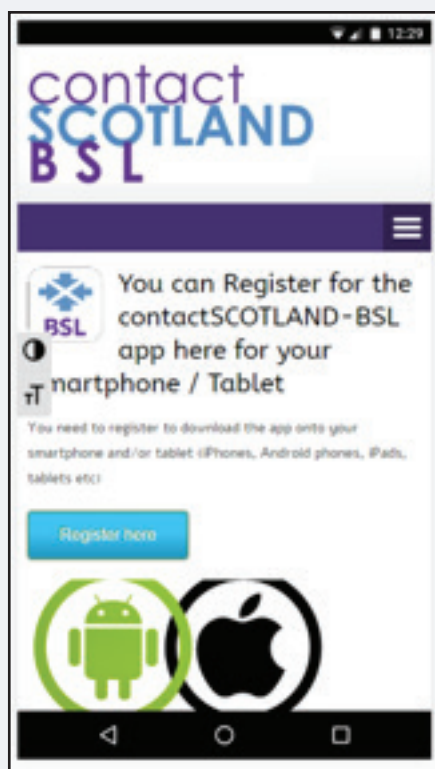 12:29
contact
SCOTLAND
BSL
BSL
You can Register for the
contactSCOTLAND-BSL
app here for your
martphone / Tablet
TT
You need to register to download the app onto your
smartphone and/or tablet (iPhones, Android phones, iPads,
tablets etc)
Register here